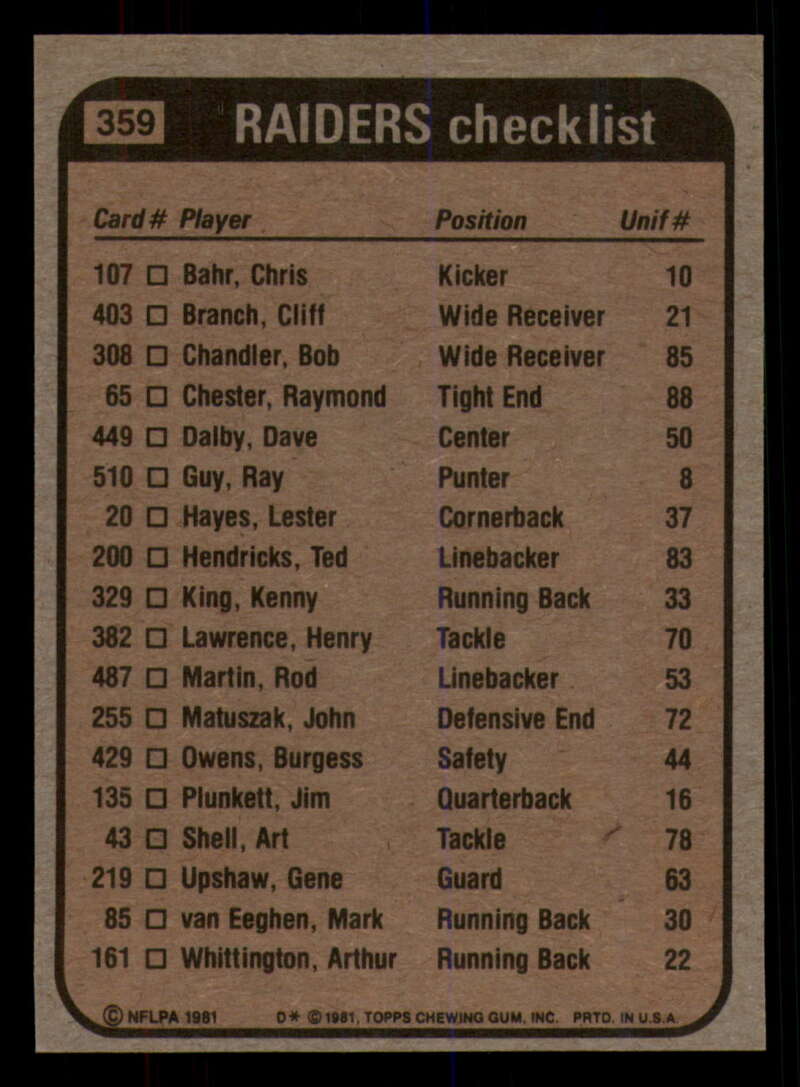 359 RAIDERS checklist
Card # Player Position Unif #
107 □ Bahr, Chris Kicker 10
403 □ Branch, Cliff Wide Receiver 21
308 □ Chandler, Bob Wide Receiver 85
65 □ Chester, Raymond Tight End 88
449 □ Dalby, Dave Center 50
510 □ Guy, Ray Punter 8
20 □ Hayes, Lester Cornerback 37
200 □ Hendricks, Ted Linebacker 83
329 □ King, Kenny Running Back 33
382 □ Lawrence, Henry Tackle 70
487 □ Martin, Rod Linebacker 53
255 □ Matuszak, John Defensive End 72
429 □ Owens, Burgess Safety 44
135 □ Plunkett, Jim Quarterback 16
43 □ Shell, Art Tackle 78
219 □ Upshaw, Gene Guard 63
85 □ van Eeghen, Mark Running Back 30
161 □ Whittington, Arthur Running Back 22
© NFLPA 1981 D* © 1981, TOPPS CHEWING GUM, INC. PRTD. IN U.S.A.